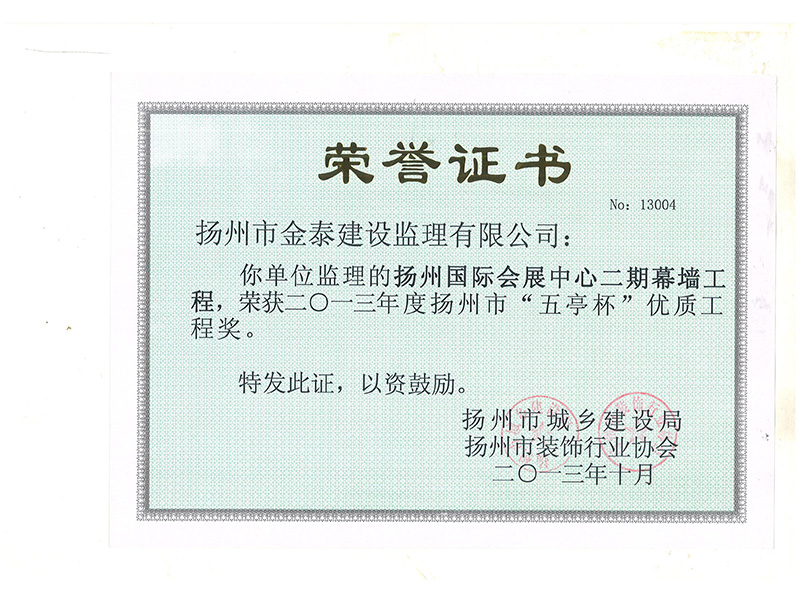 荣誉证书
No：13004
扬州市金泰建设监理有限公司：
你单位监理的扬州国际会展中心二期幕墙工
程，荣获二〇一三年度扬州市“五亭杯”优质工
程奖。
特发此证，以资鼓励。
扬州市城乡建设局
扬州市装饰行业协会
二〇一三年十月